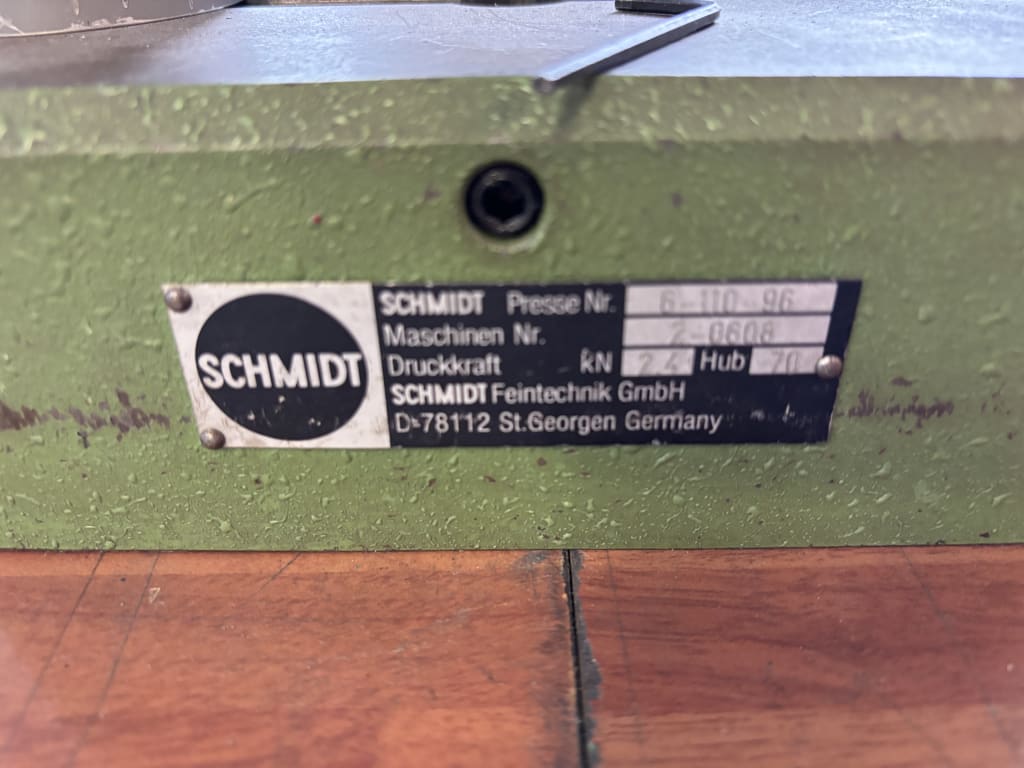 SCHMIDT
SCHMIDT Presse Nr. 6-110-96
Maschinen Nr. 2-0608
Druckkraft kN 2.4 Hub 70
SCHMIDT Feintechnik GmbH
D-78112 St.Georgen Germany